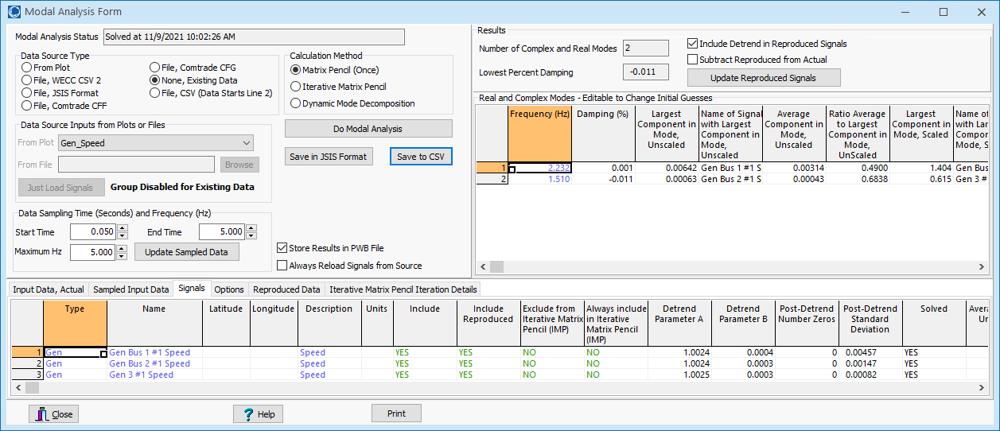 Modal Analysis Form
Modal Analysis Status Solved at 11/9/2021 10:02:26 AM
Data Source Type
From Plot
File, WECC CSV 2
File, JSIS Format
File, Comtrade CFF
File, Comtrade CFG
None, Existing Data
File, CSV (Data Starts Line 2)
Calculation Method
Matrix Pencil (Once)
Iterative Matrix Pencil
Dynamic Mode Decomposition
Do Modal Analysis
Save in JSIS Format Save to CSV
Data Source Inputs from Plots or Files
From Plot Gen_Speed
From File Browse
Just Load Signals Group Disabled for Existing Data
Data Sampling Time (Seconds) and Frequency (Hz)
Start Time 0.050 End Time 5.000
Maximum Hz 5.000 Update Sampled Data
Store Results in PWB File
Always Reload Signals from Source
Results
Number of Complex and Real Modes 2
Lowest Percent Damping -0.011
Include Detrend in Reproduced Signals
Subtract Reproduced from Actual
Update Reproduced Signals
Real and Complex Modes - Editable to Change Initial Guesses
Frequency (Hz) Damping (%) Largest Component in Mode, Unscaled Name of Signal with Largest Component in Mode, Unscaled Average Component in Mode, Unscaled Ratio Average to Largest Component in Mode, UnScaled Largest Component in Mode, Scaled Name of with Larg Compor Mode, S
1 2.232 0.001 0.00642 Gen Bus 1 #1 S 0.00314 0.4900 1.404 Gen Bus
2 1.510 -0.011 0.00063 Gen Bus 2 #1 S 0.00043 0.6838 0.615 Gen 3 #
Input Data, Actual Sampled Input Data Signals Options Reproduced Data Iterative Matrix Pencil Iteration Details
Type Name Latitude Longitude Description Units Include Include Reproduced Exclude from Iterative Matrix Pencil (IMP) Always include in Iterative Matrix Pencil (IMP) Detrend Parameter A Detrend Parameter B Post-Detrend Number Zeros Post-Detrend Standard Deviation Solved Avera Un
1 Gen Gen Bus 1 #1 Speed Speed YES YES NO NO 1.0024 0.0004 0 0.00457 YES
2 Gen Gen Bus 2 #1 Speed Speed YES YES NO NO 1.0024 0.0003 0 0.00147 YES
3 Gen Gen 3 #1 Speed Speed YES YES NO NO 1.0025 0.0003 0 0.00082 YES
Close Help Print